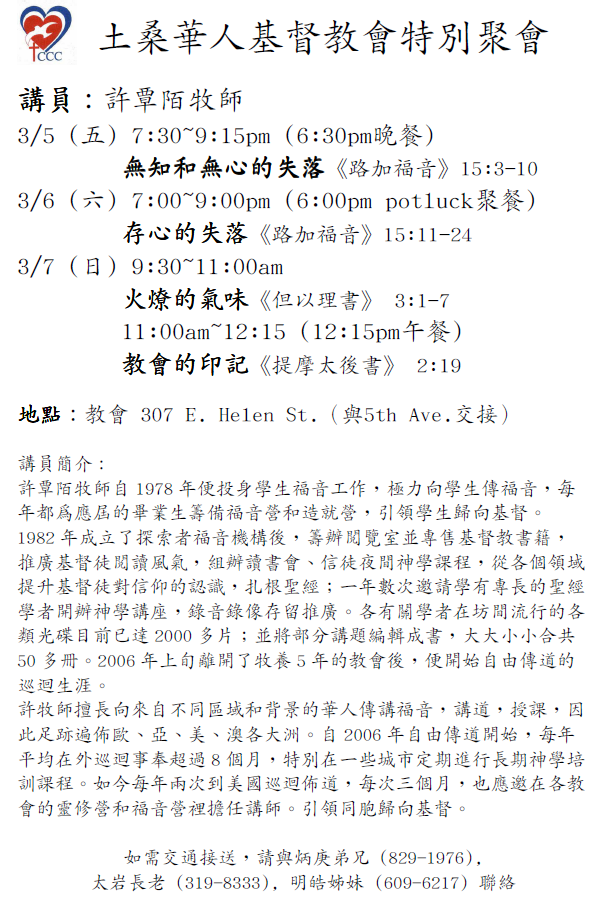 TCCC
土桑華人基督教會特別聚會
講員：許覃陌牧師
3/5 (五) 7:30~9:15pm (6:30pm晚餐)
無知和無心的失落《路加福音》15:3-10
3/6 (六) 7:00~9:00pm (6:00pm potluck聚餐)
存心的失落《路加福音》15:11-24
3/7 (日) 9:30~11:00am
火燎的氣味《但以理書》 3:1-7
11:00am~12:15 (12:15pm午餐)
教會的印記《提摩太後書》 2:19
地點：教會 307 E. Helen St. (與5th Ave.交接)
講員簡介：
許覃陌牧師自 1978 年便投身學生福音工作，極力向學生傳福音，每
年都為應屆的畢業生籌備福音營和造就營，引領學生歸向基督。
1982 年成立了探索者福音機構後，籌辦閱覽室並專售基督教書籍，
推廣基督徒閱讀風氣，組辦讀書會、信徒夜間神學課程，從各個領域
提升基督徒對信仰的認識，扎根聖經；一年數次邀請學有專長的聖經
學者開辦神學講座，錄音錄像存留推廣。各有關學者在坊間流行的各
類光碟目前已達 2000 多片；並將部分講題編輯成書，大大小小合共
50 多冊。2006 年上旬離開了牧養 5 年的教會後，便開始自由傳道的
巡迴生涯。
許牧師擅長向來自不同區域和背景的華人傳講福音，講道，授課，因
此足跡遍佈歐、亞、美、澳各大洲。自 2006 年自由傳道開始，每年
平均在外巡迴事奉超過 8 個月，特別在一些城市定期進行長期神學培
訓課程。如今每年兩次到美國巡迴佈道，每次三個月，也應邀在各教
會的靈修營和福音營裡擔任講師。引領同胞歸向基督。
如需交通接送，請與炳庚弟兄 (829-1976),
太岩長老 (319-8333), 明皓姊妹 (609-6217) 聯絡